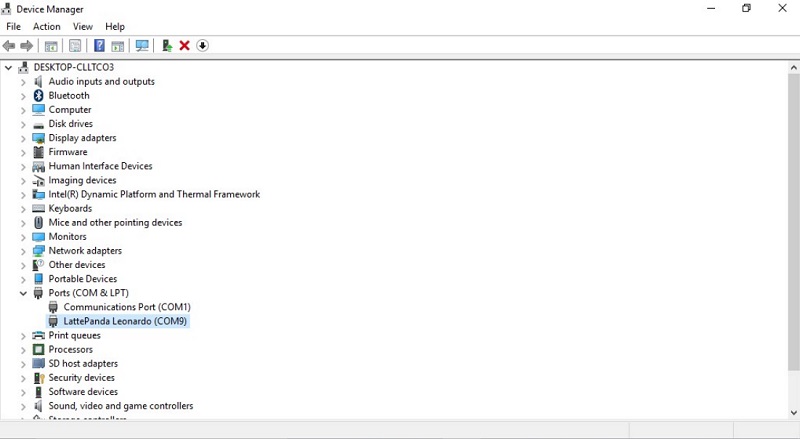 Device Manager
File Action View Help
DESKTOP-CLLTCO3
Audio inputs and outputs
Bluetooth
Computer
Disk drives
Display adapters
Firmware
Human Interface Devices
Imaging devices
Intel(R) Dynamic Platform and Thermal Framework
Keyboards
Mice and other pointing devices
Monitors
Network adapters
Other devices
Portable Devices
Ports (COM & LPT)
Communications Port (COM1)
LattePanda Leonardo (COM9)
Print queues
Processors
SD host adapters
Security devices
Software devices
Sound, video and game controllers
Storage controllers